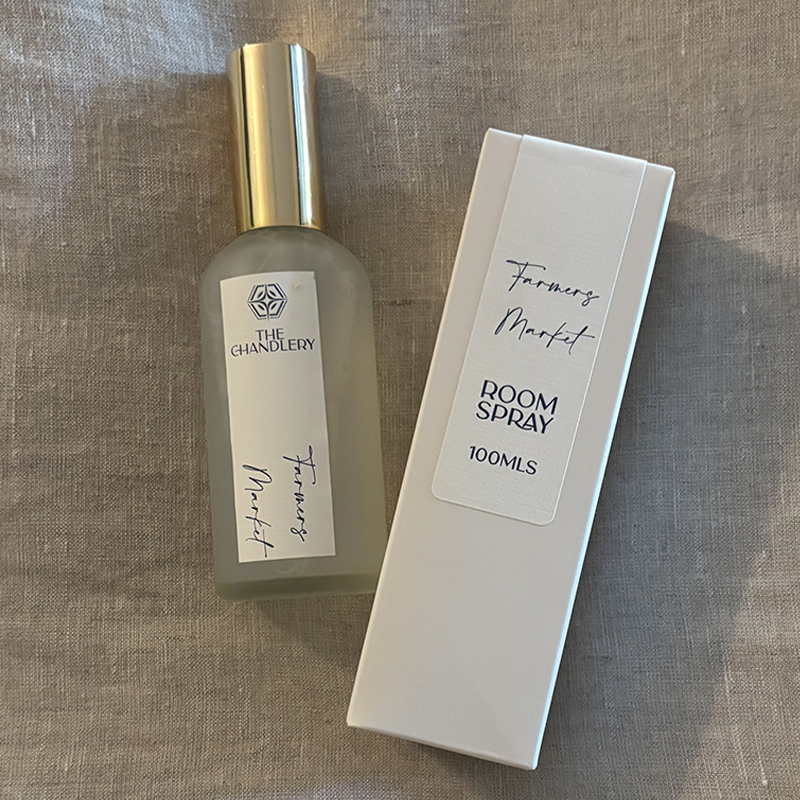 THE
CHANDLERY
Farmers
Market
Farmers
Market
ROOM
SPRAY
100MLS